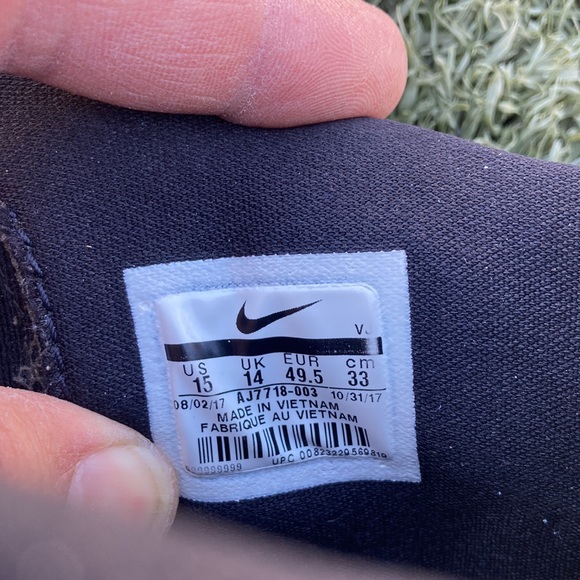 US UK EUR cm
15 14 49.5 33
08/02/17 AJ7718-003 10/31/17
MADE IN VIETNAM
FABRIQUE AU VIETNAM